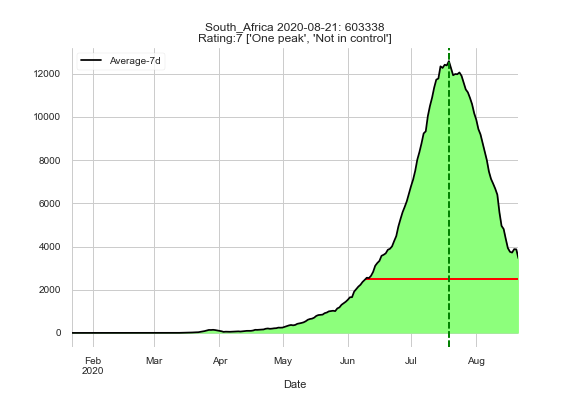 South_Africa 2020-08-21: 603338
Rating:7 ['One peak', 'Not in control']
Average-7d
12000
10000
8000
6000
4000
2000
0
Feb Mar Apr May Jun Jul Aug
2020
Date